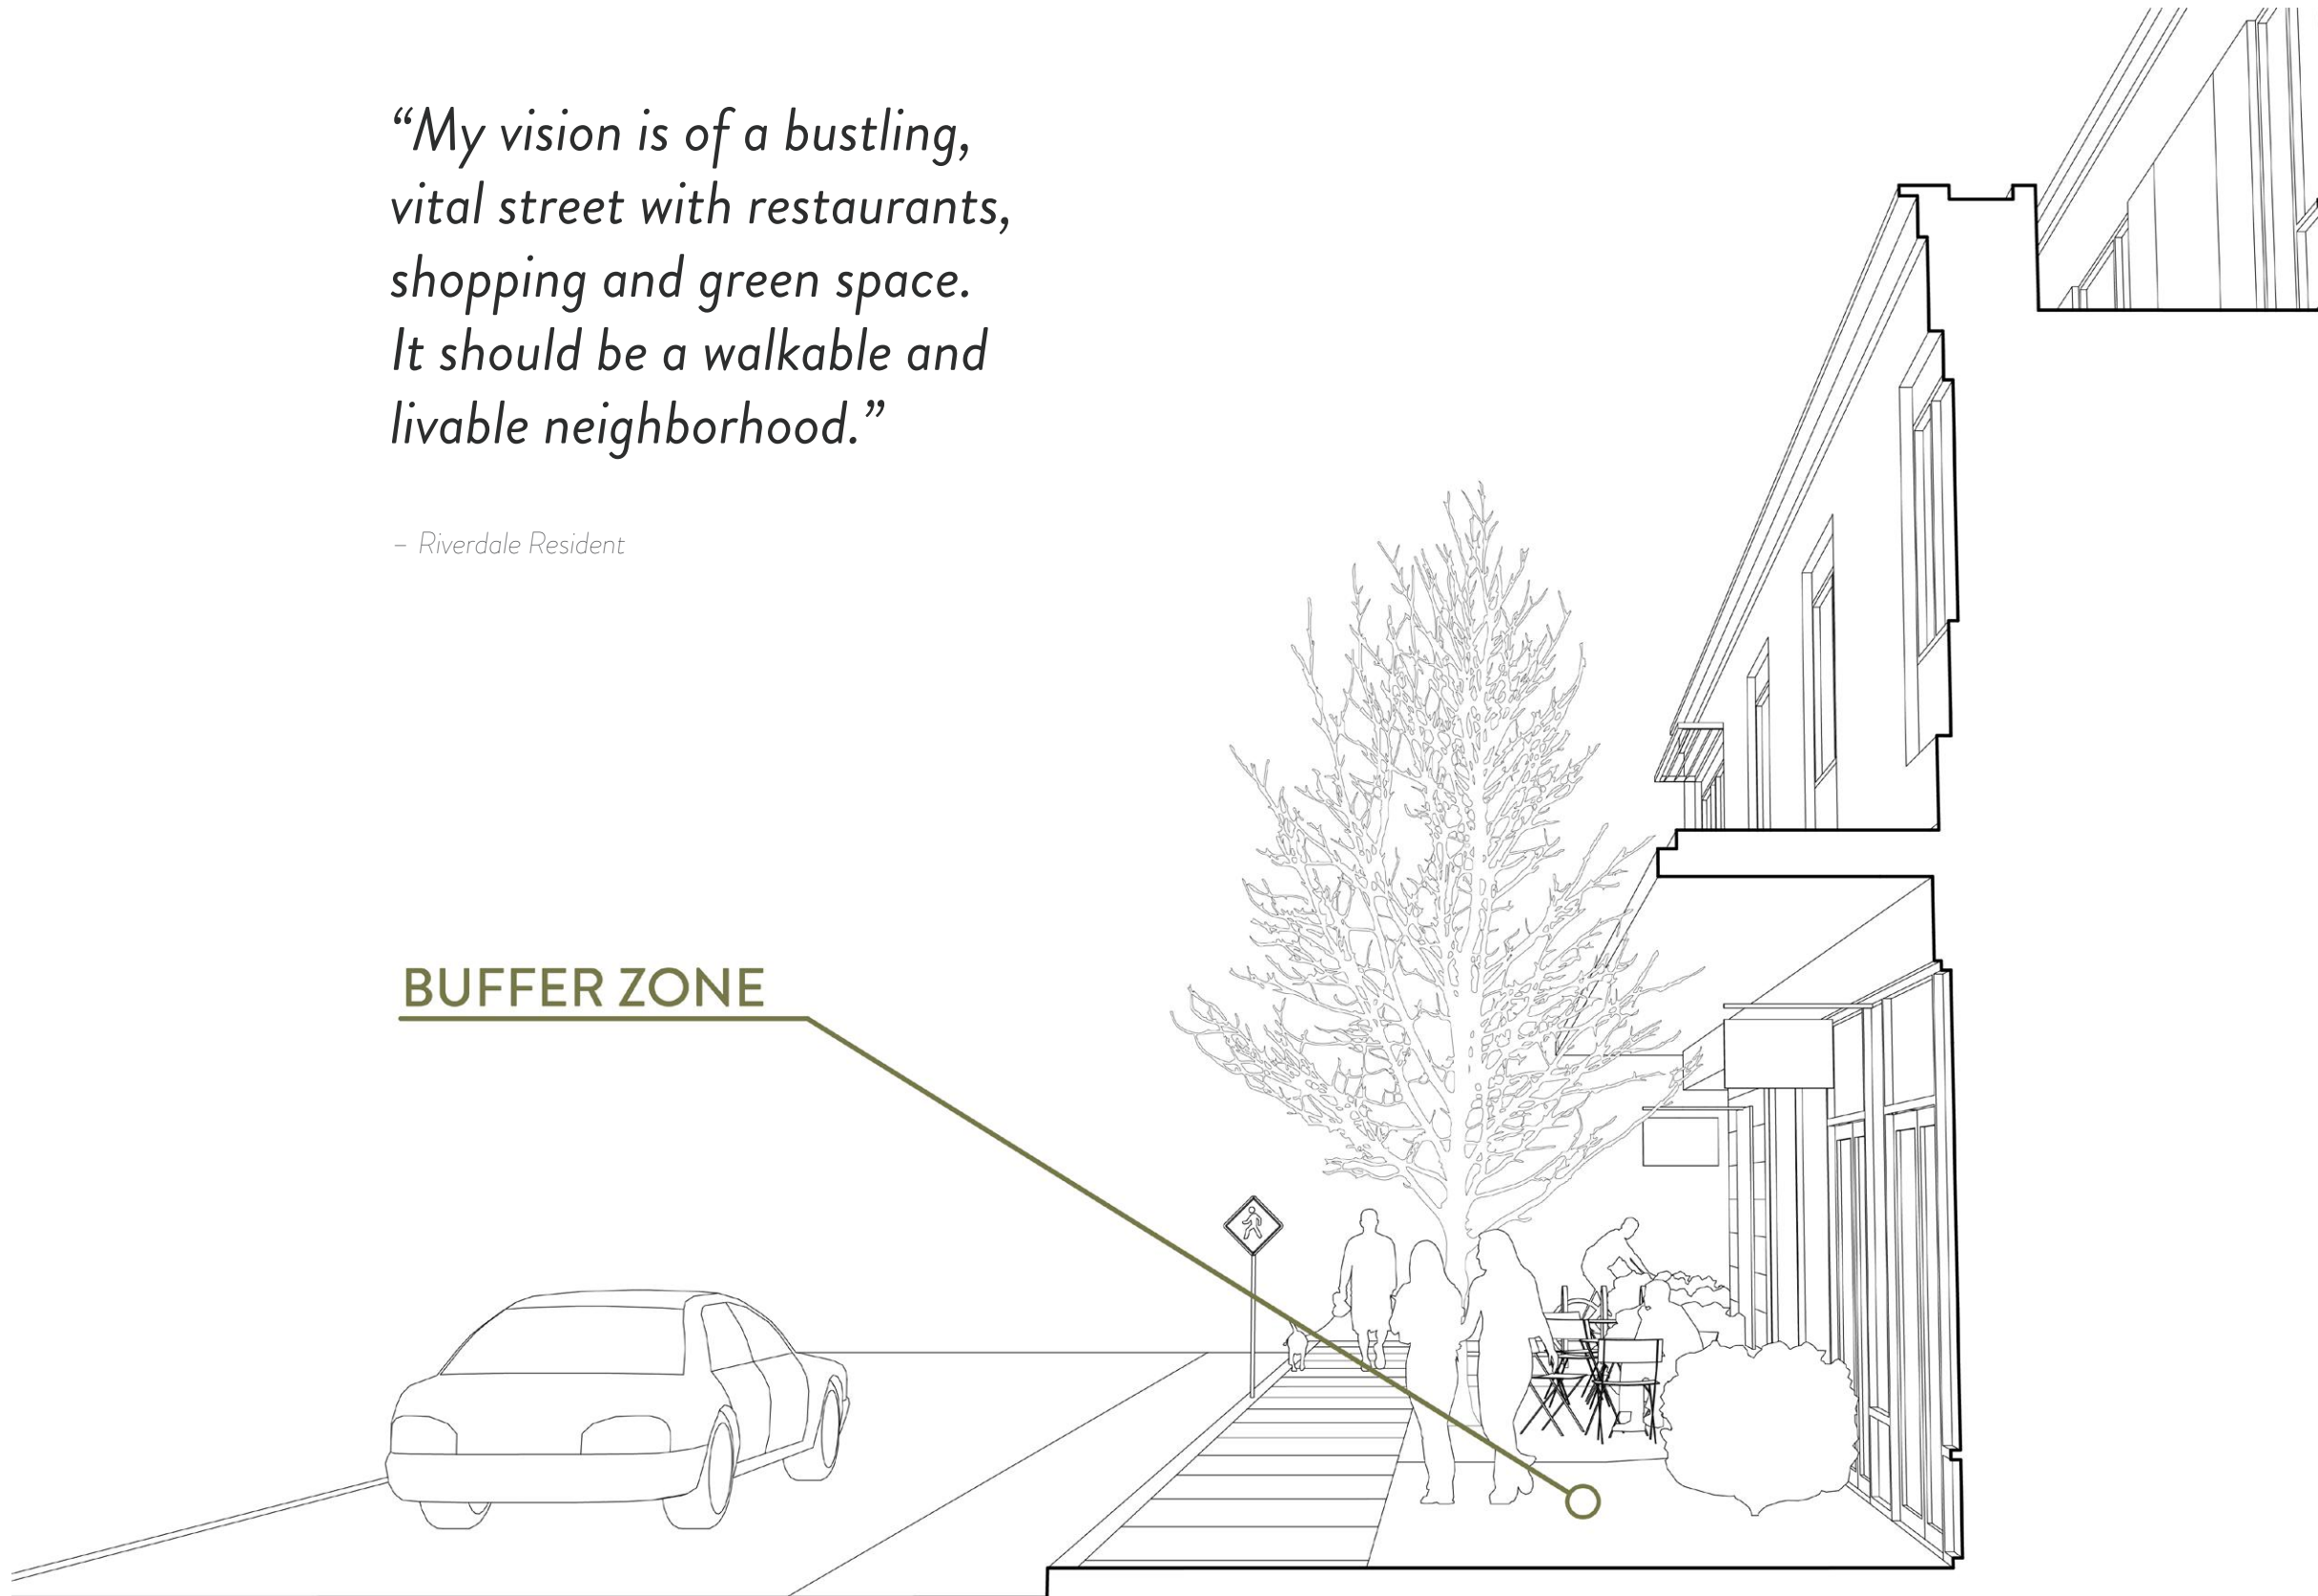 “My vision is of a bustling,
vital street with restaurants,
shopping and green space.
It should be a walkable and
livable neighborhood.”
– Riverdale Resident
BUFFER ZONE